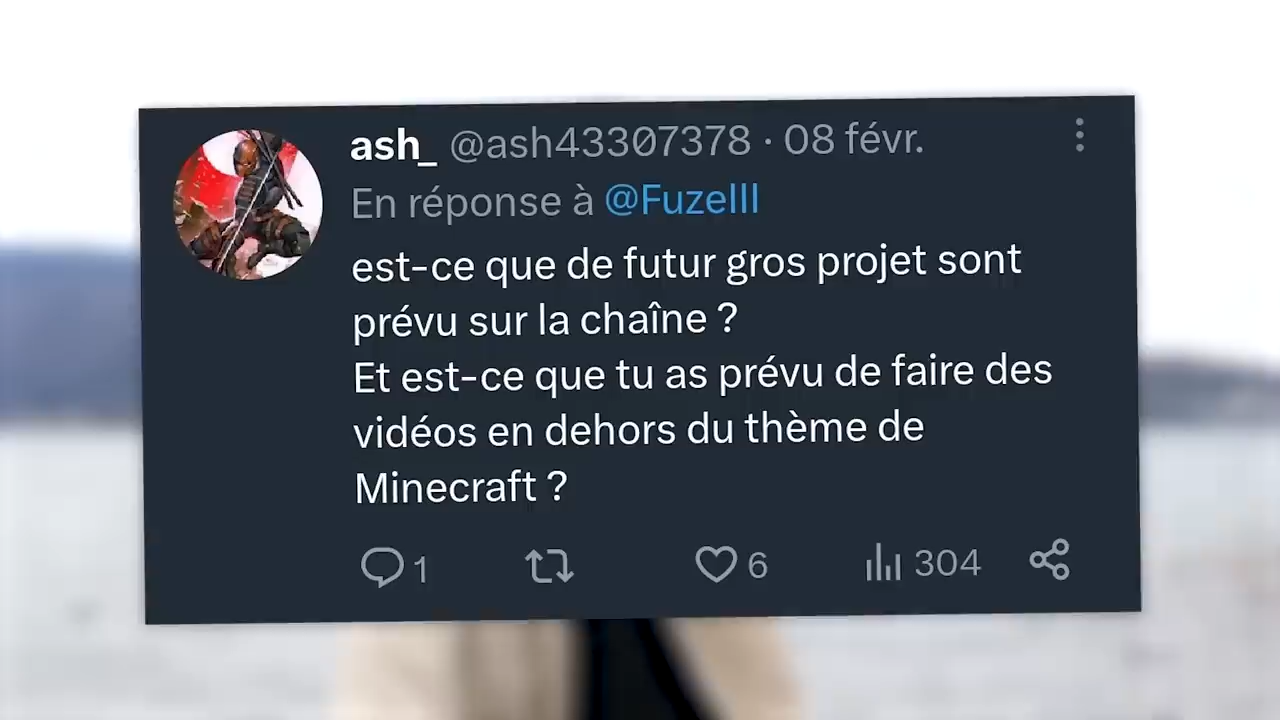 ash_ @ash43307378 · 08 févr.
En réponse à @Fuzelll
est-ce que de futur gros projet sont
prévu sur la chaîne ?
Et est-ce que tu as prévu de faire des
vidéos en dehors du thème de
Minecraft ?
1 6 304